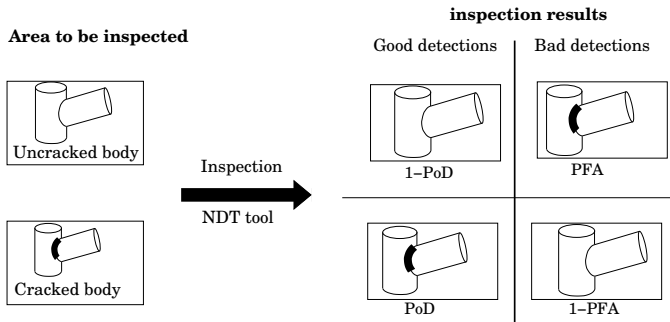 inspection results
Area to be inspected
Good detections
Bad detections
Uncracked body
1–PoD
PFA
Inspection
NDT tool
Cracked body
PoD
1–PFA